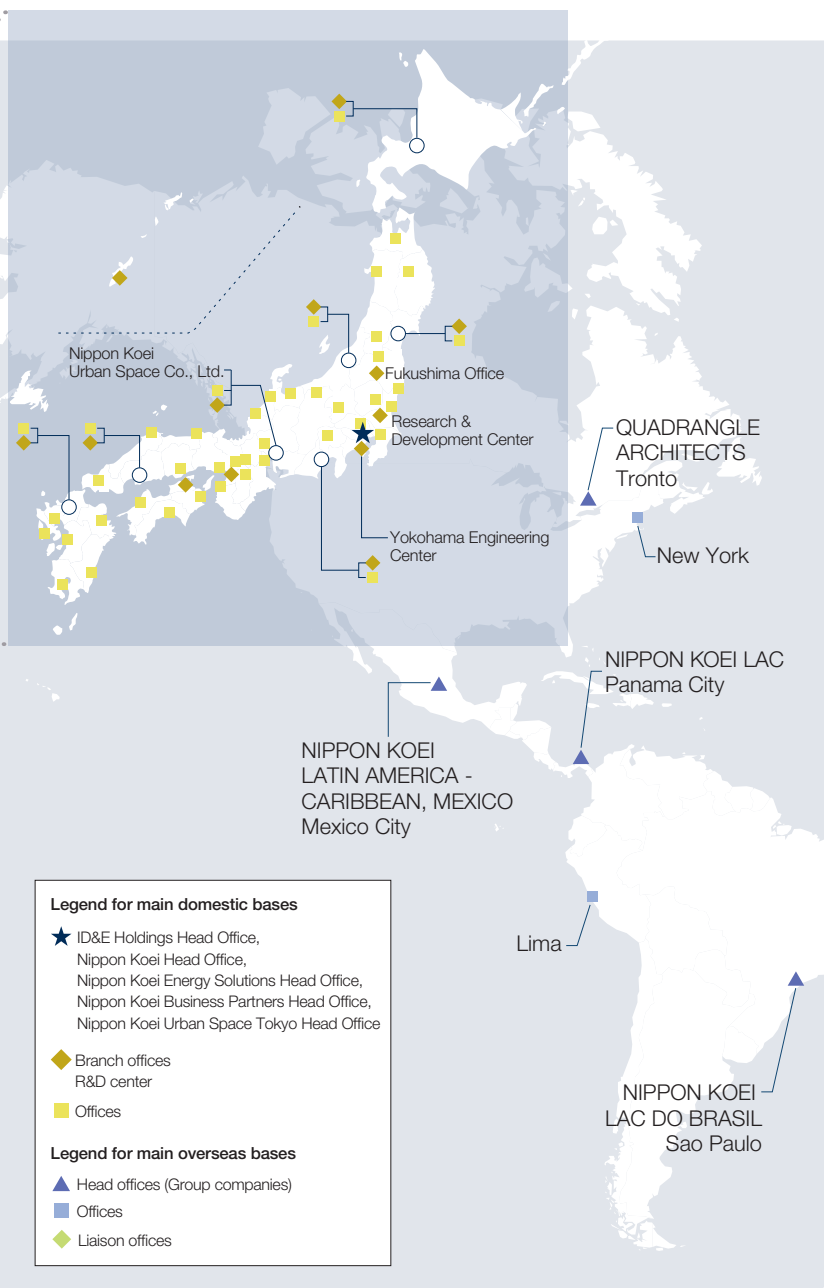 Nippon Koei
Urban Space Co., Ltd.
Fukushima Office
Research &
Development Center
Yokohama Engineering
Center
QUADRANGLE
ARCHITECTS
Tronto
New York
NIPPON KOEI LAC
Panama City
NIPPON KOEI
LATIN AMERICA -
CARIBBEAN, MEXICO
Mexico City
Lima
NIPPON KOEI
LAC DO BRASIL
Sao Paulo
Legend for main domestic bases
ID&E Holdings Head Office,
Nippon Koei Head Office,
Nippon Koei Energy Solutions Head Office,
Nippon Koei Business Partners Head Office,
Nippon Koei Urban Space Tokyo Head Office
Branch offices
R&D center
Offices
Legend for main overseas bases
Head offices (Group companies)
Offices
Liaison offices